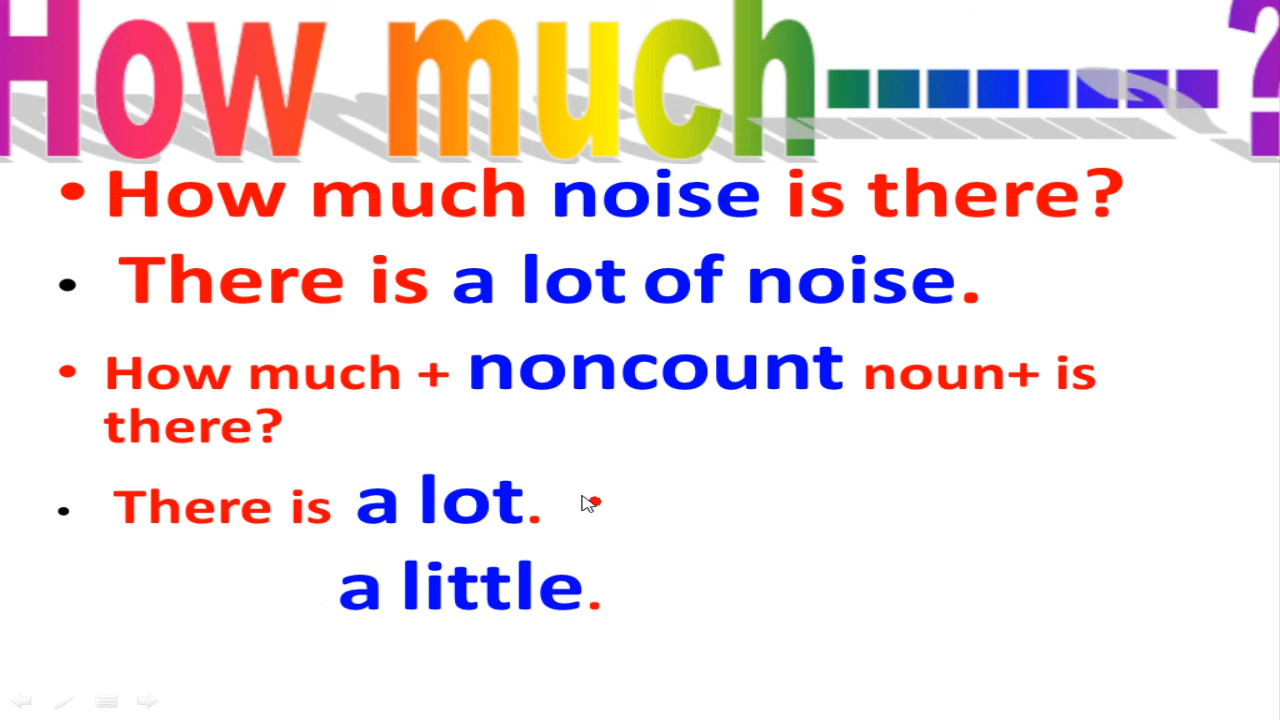 How much-------?
• How much noise is there?
• There is a lot of noise.
• How much + noncount noun+ is
there?
• There is a lot.
a little.